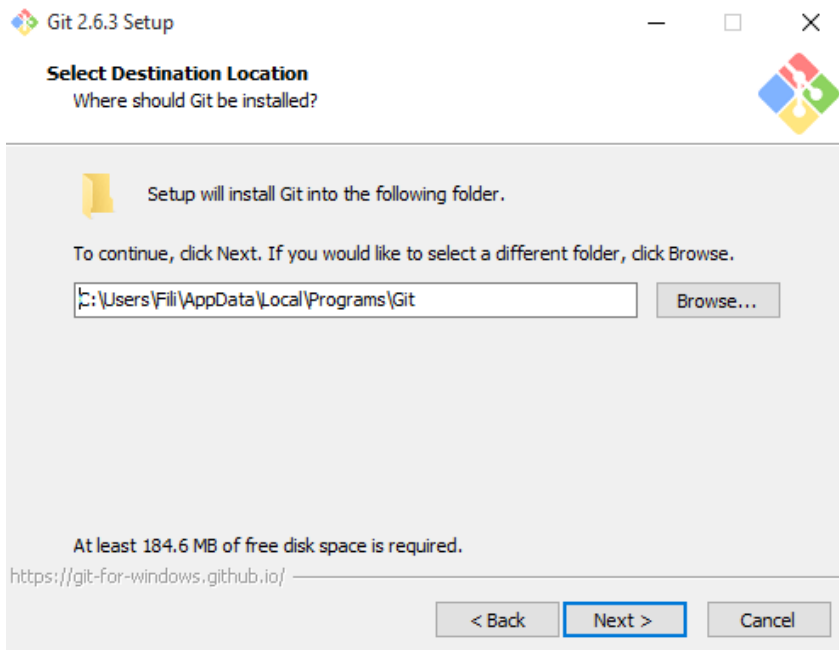 Git 2.6.3 Setup
Select Destination Location
Where should Git be installed?
Setup will install Git into the following folder.
To continue, click Next. If you would like to select a different folder, click Browse.
C:\Users\Fili\AppData\Local\Programs\Git
Browse...
At least 184.6 MB of free disk space is required.
https://git-for-windows.github.io/
< Back
Next >
Cancel